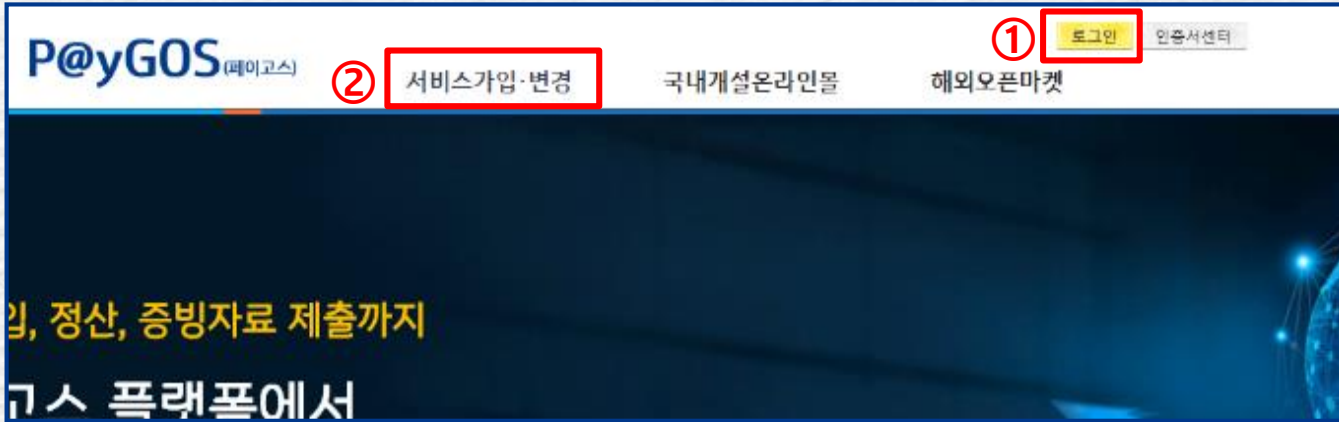 ① 로그인 인증서센터
P@yGOS(페이고스)
② 서비스가입·변경 국내개설온라인몰 해외오픈마켓
입, 정산, 증빙자료 제출까지
고스 플랫폼에서